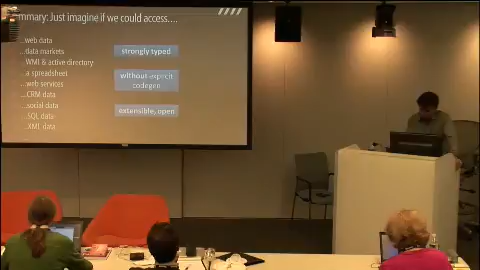 mmary: Just imagine if we could access....
...web data
...data markets
...WMI & active directory
...a spreadsheet
...web services
...CRM data
...social data
...SQL data
...XML data
strongly typed
without explicit
codegen
extensible, open